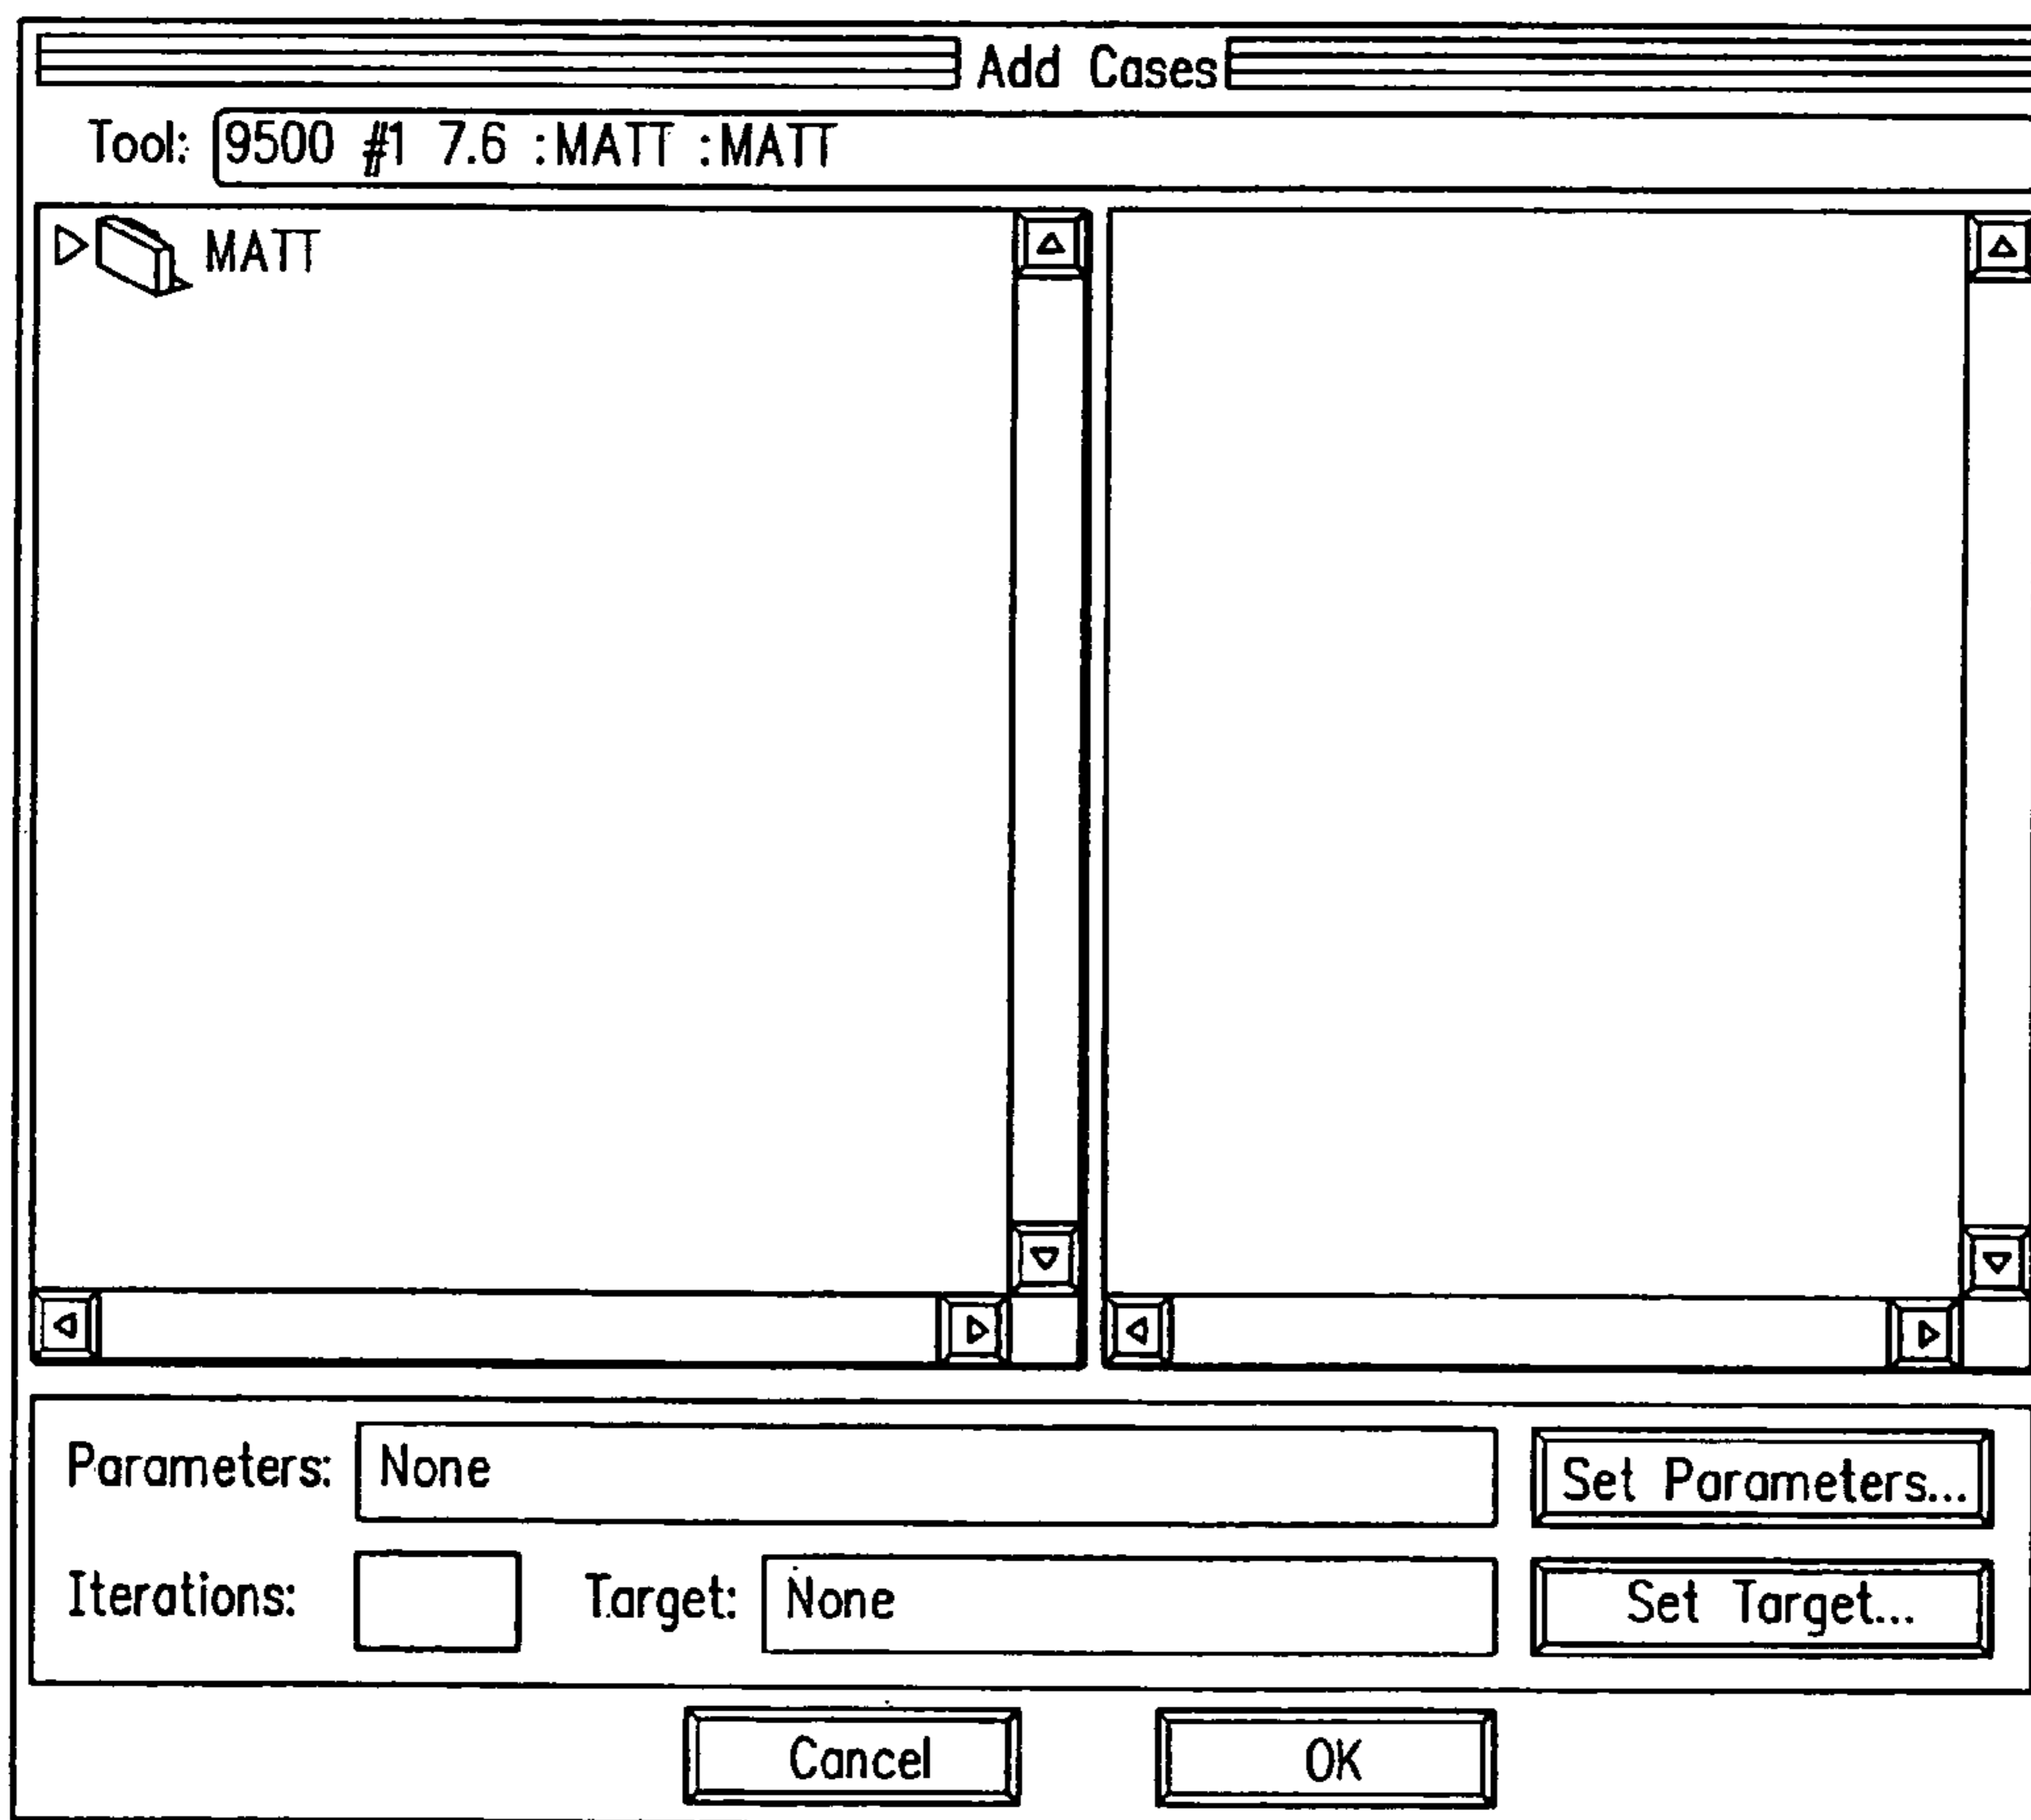 Add Cases
Tool: 9500 #1 7.6 :MATT :MATT
MATT
Parameters: None Set Parameters...
Iterations: Target: None Set Target...
Cancel OK